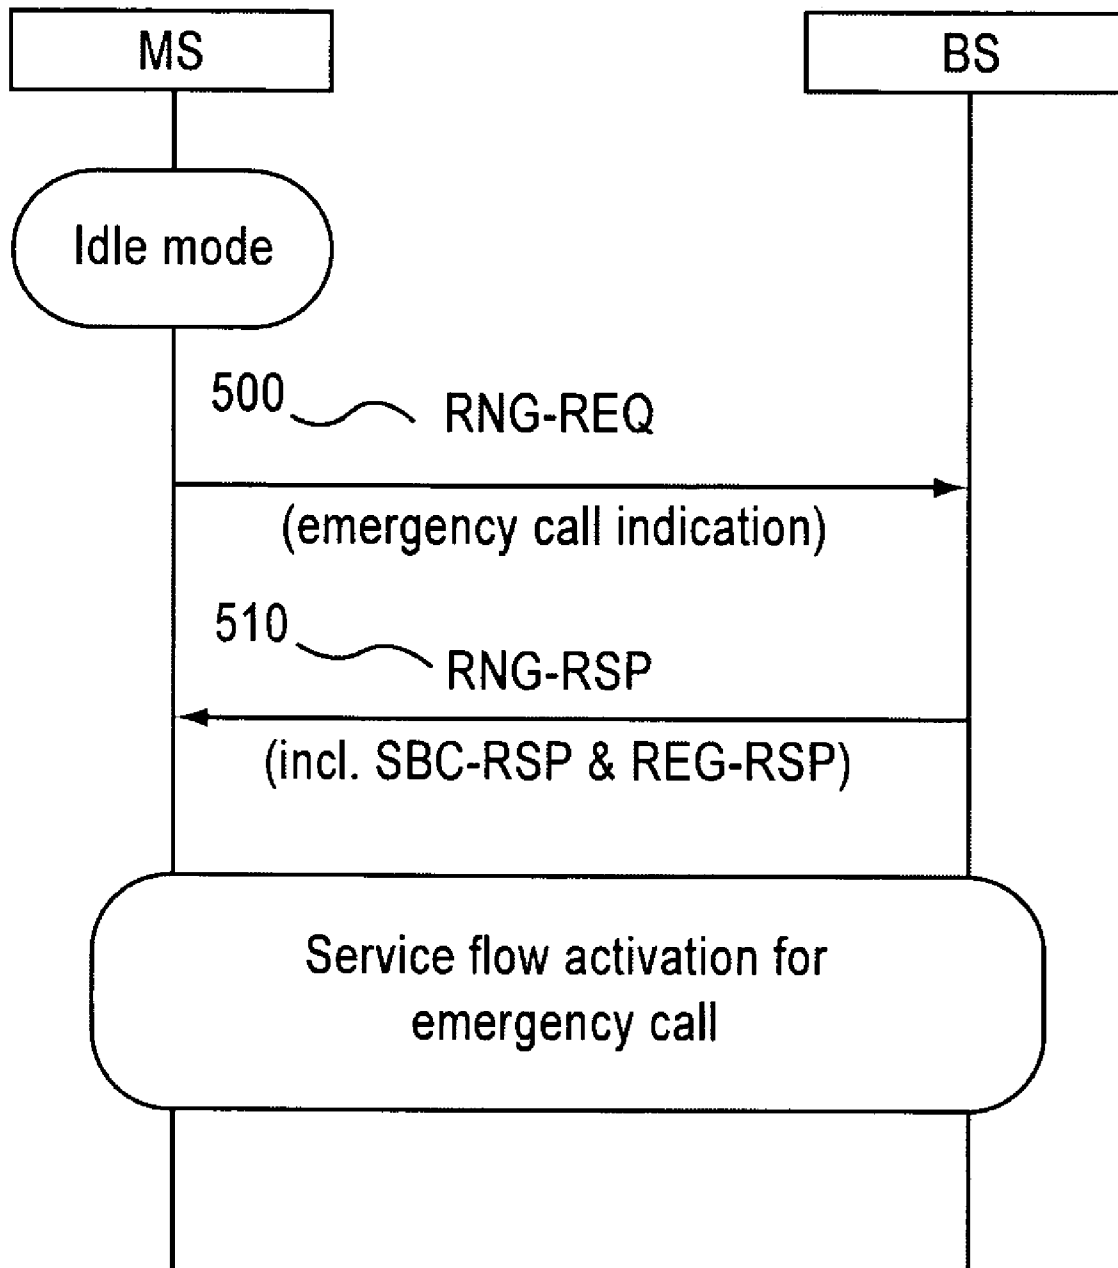 MS
BS
Idle mode
500
RNG-REQ
(emergency call indication)
510
RNG-RSP
(incl. SBC-RSP & REG-RSP)
Service flow activation for
emergency call